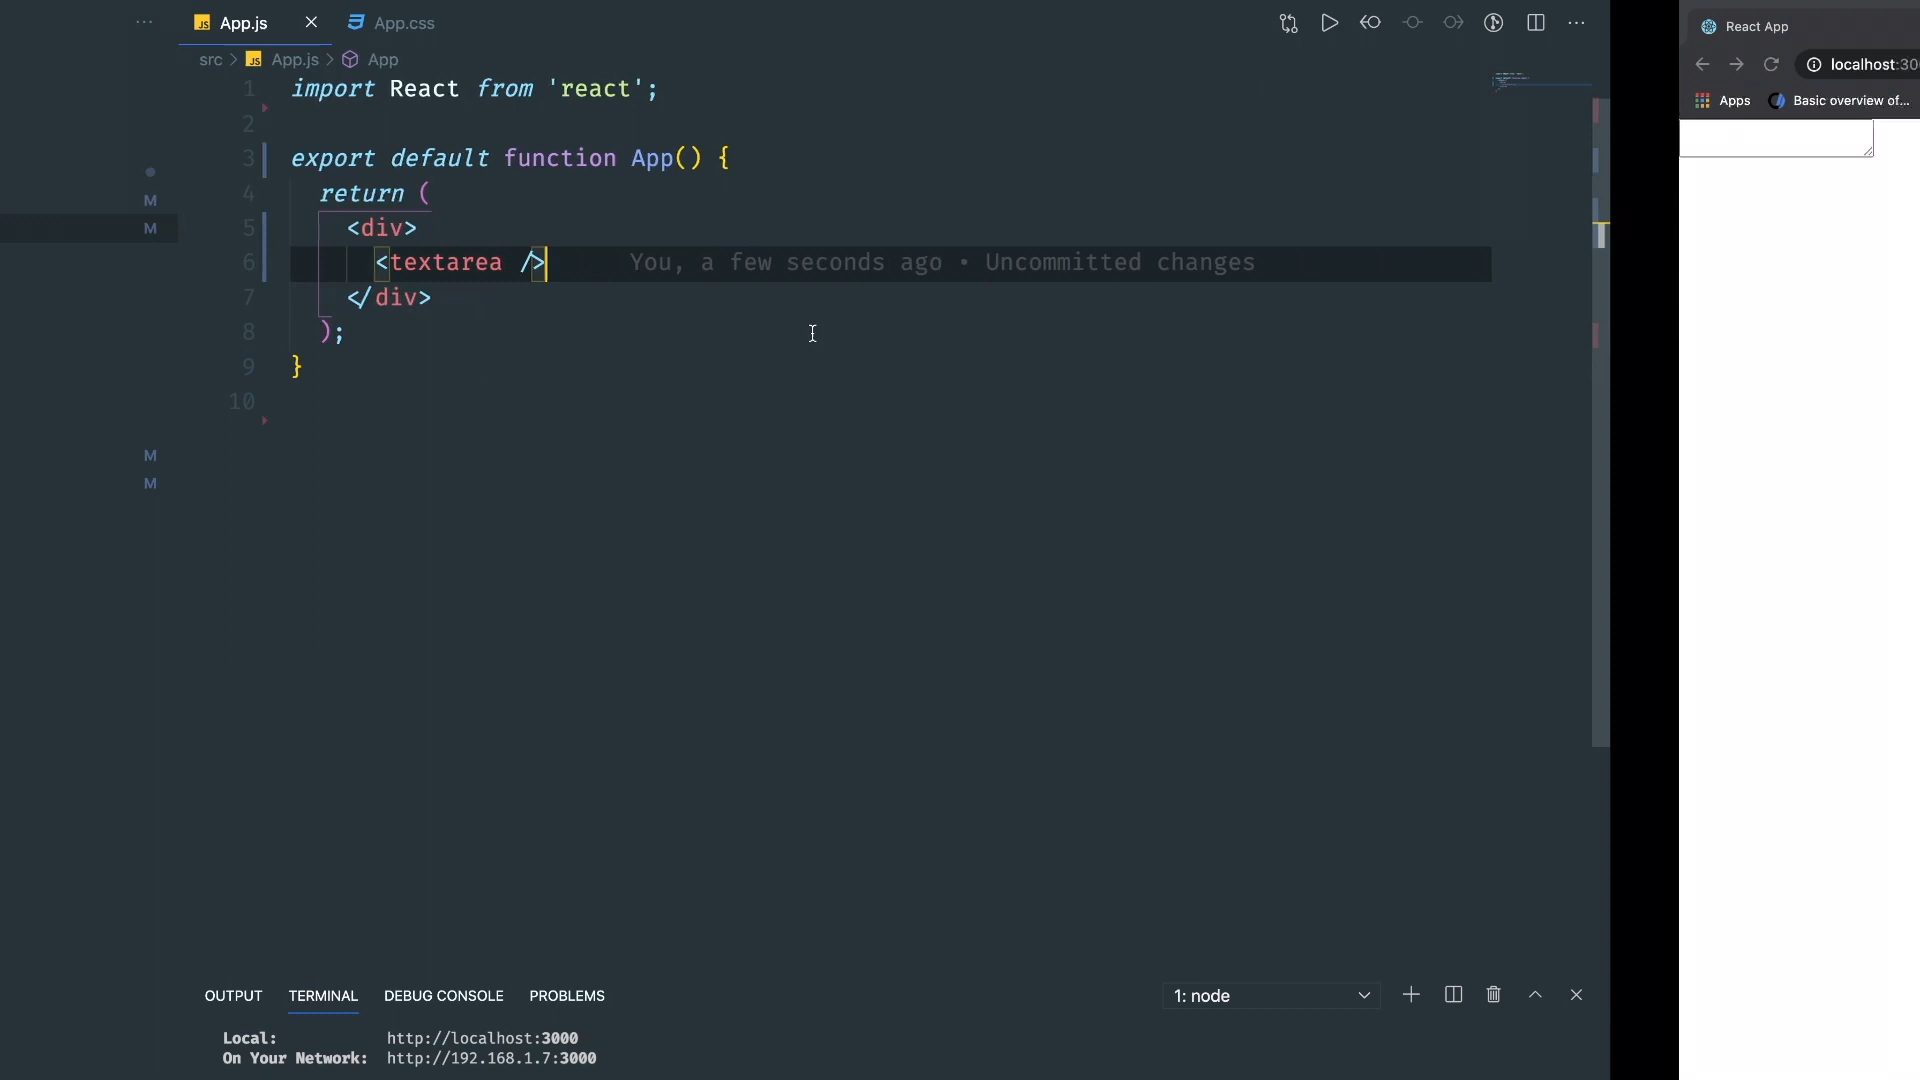 App.js
App.css
src > App.js > App
1 import React from 'react';
2
3 export default function App() {
4 return (
5 <div>
6 <textarea /> You, a few seconds ago • Uncommitted changes
7 </div>
8 );
9 }
10
M
M
M
M
OUTPUT TERMINAL DEBUG CONSOLE PROBLEMS
1: node
Local: http://localhost:3000
On Your Network: http://192.168.1.7:3000
React App
localhost:30
Apps Basic overview of...